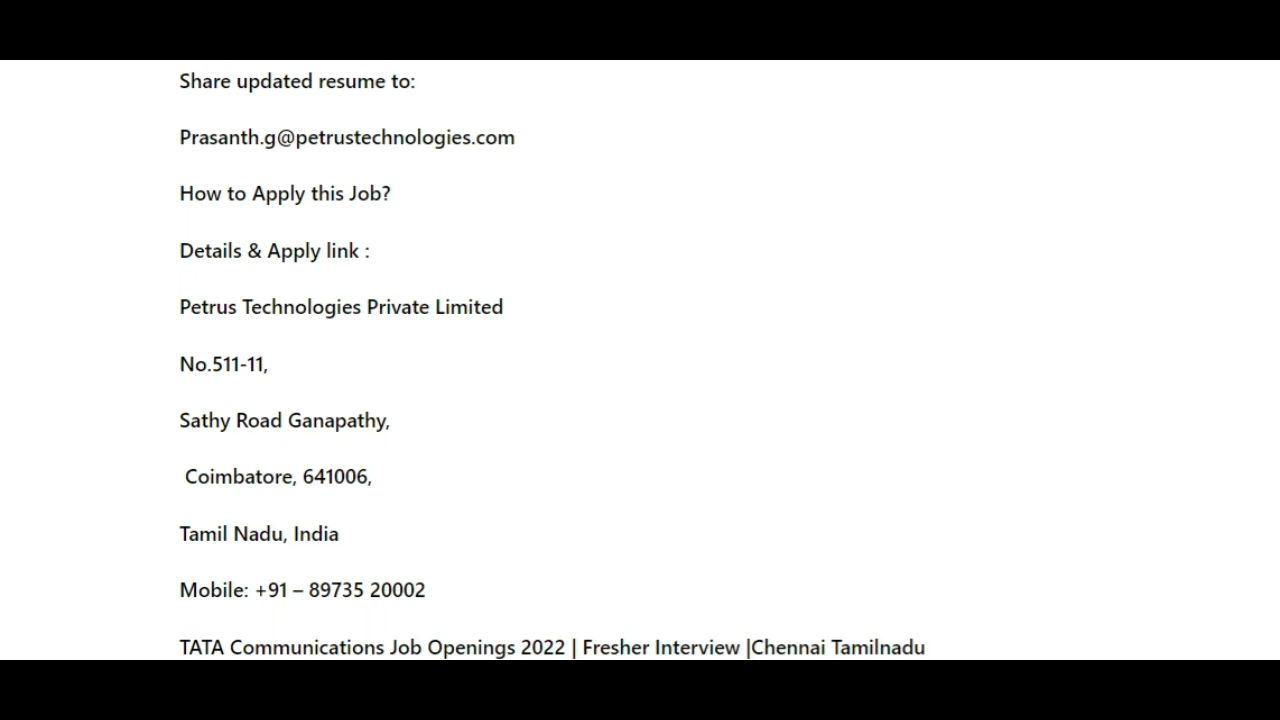 Share updated resume to:
Prasanth.g@petrustechnologies.com
How to Apply this Job?
Details & Apply link :
Petrus Technologies Private Limited
No.511-11,
Sathy Road Ganapathy,
Coimbatore, 641006,
Tamil Nadu, India
Mobile: +91 – 89735 20002
TATA Communications Job Openings 2022 | Fresher Interview |Chennai Tamilnadu